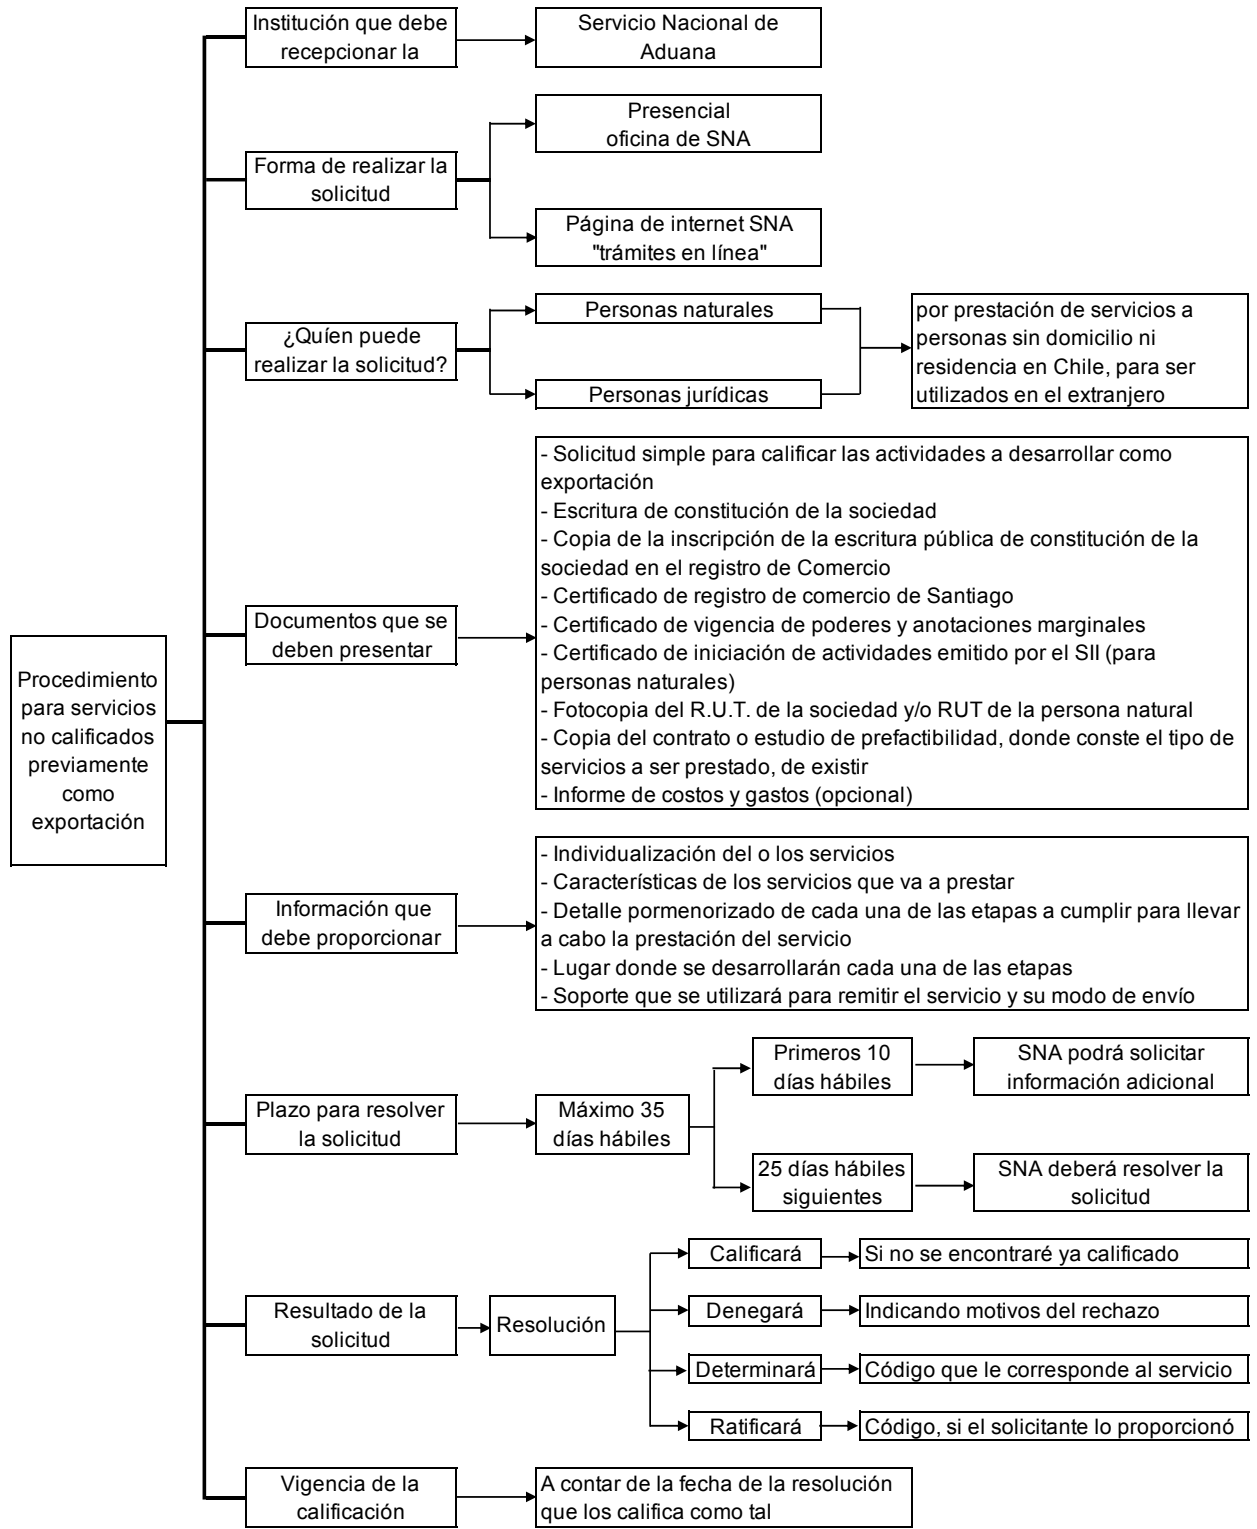 Institución que debe
recepcionar la
Servicio Nacional de
Aduana
Presencial
oficina de SNA
Forma de realizar la
solicitud
Página de internet SNA
"trámites en línea"
¿Quíen puede
realizar la solicitud?
Personas naturales
Personas jurídicas
por prestación de servicios a
personas sin domicilio ni
residencia en Chile, para ser
utilizados en el extranjero
Documentos que se
deben presentar
- Solicitud simple para calificar las actividades a desarrollar como
exportación
- Escritura de constitución de la sociedad
- Copia de la inscripción de la escritura pública de constitución de la
sociedad en el registro de Comercio
- Certificado de registro de comercio de Santiago
- Certificado de vigencia de poderes y anotaciones marginales
- Certificado de iniciación de actividades emitido por el SII (para
personas naturales)
- Fotocopia del R.U.T. de la sociedad y/o RUT de la persona natural
- Copia del contrato o estudio de prefactibilidad, donde conste el tipo de
servicios a ser prestado, de existir
- Informe de costos y gastos (opcional)
Procedimiento
para servicios
no calificados
previamente
como
exportación
Información que
debe proporcionar
- Individualización del o los servicios
- Características de los servicios que va a prestar
- Detalle pormenorizado de cada una de las etapas a cumplir para llevar
a cabo la prestación del servicio
- Lugar donde se desarrollarán cada una de las etapas
- Soporte que se utilizará para remitir el servicio y su modo de envío
Plazo para resolver
la solicitud
Máximo 35
días hábiles
Primeros 10
días hábiles
SNA podrá solicitar
información adicional
25 días hábiles
siguientes
SNA deberá resolver la
solicitud
Resultado de la
solicitud
Resolución
Calificará
Si no se encontraré ya calificado
Denegará
Indicando motivos del rechazo
Determinará
Código que le corresponde al servicio
Ratificará
Código, si el solicitante lo proporcionó
Vigencia de la
calificación
A contar de la fecha de la resolución
que los califica como tal